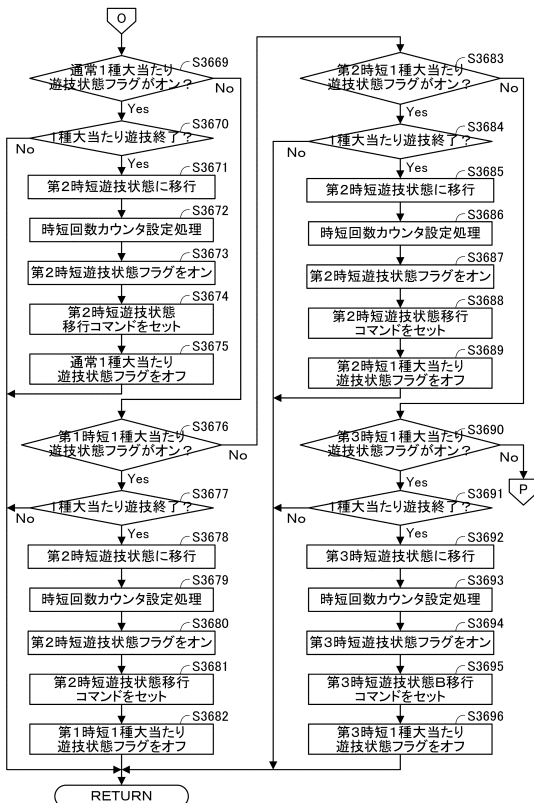 O
S3669
通常1種大当たり
遊技状態フラグがオン?
No
Yes
S3670
1種大当たり遊技終了?
No
Yes
S3671
第2時短遊技状態に移行
S3672
時短回数カウンタ設定処理
S3673
第2時短遊技状態フラグをオン
S3674
第2時短遊技状態
移行コマンドをセット
S3675
通常1種大当たり
遊技状態フラグをオフ
S3676
第1時短1種大当たり
遊技状態フラグがオン?
No
Yes
S3677
1種大当たり遊技終了?
No
Yes
S3678
第2時短遊技状態に移行
S3679
時短回数カウンタ設定処理
S3680
第2時短遊技状態フラグをオン
S3681
第2時短遊技状態移行
コマンドをセット
S3682
第1時短1種大当たり
遊技状態フラグをオフ
RETURN
S3683
第2時短1種大当たり
遊技状態フラグがオン?
No
Yes
S3684
1種大当たり遊技終了?
No
Yes
S3685
第2時短遊技状態に移行
S3686
時短回数カウンタ設定処理
S3687
第2時短遊技状態フラグをオン
S3688
第2時短遊技状態移行
コマンドをセット
S3689
第2時短1種大当たり
遊技状態フラグをオフ
S3690
第3時短1種大当たり
遊技状態フラグがオン?
No
P
Yes
S3691
1種大当たり遊技終了?
No
Yes
S3692
第3時短遊技状態に移行
S3693
時短回数カウンタ設定処理
S3694
第3時短遊技状態フラグをオン
S3695
第3時短遊技状態B移行
コマンドをセット
S3696
第3時短1種大当たり
遊技状態フラグをオフ